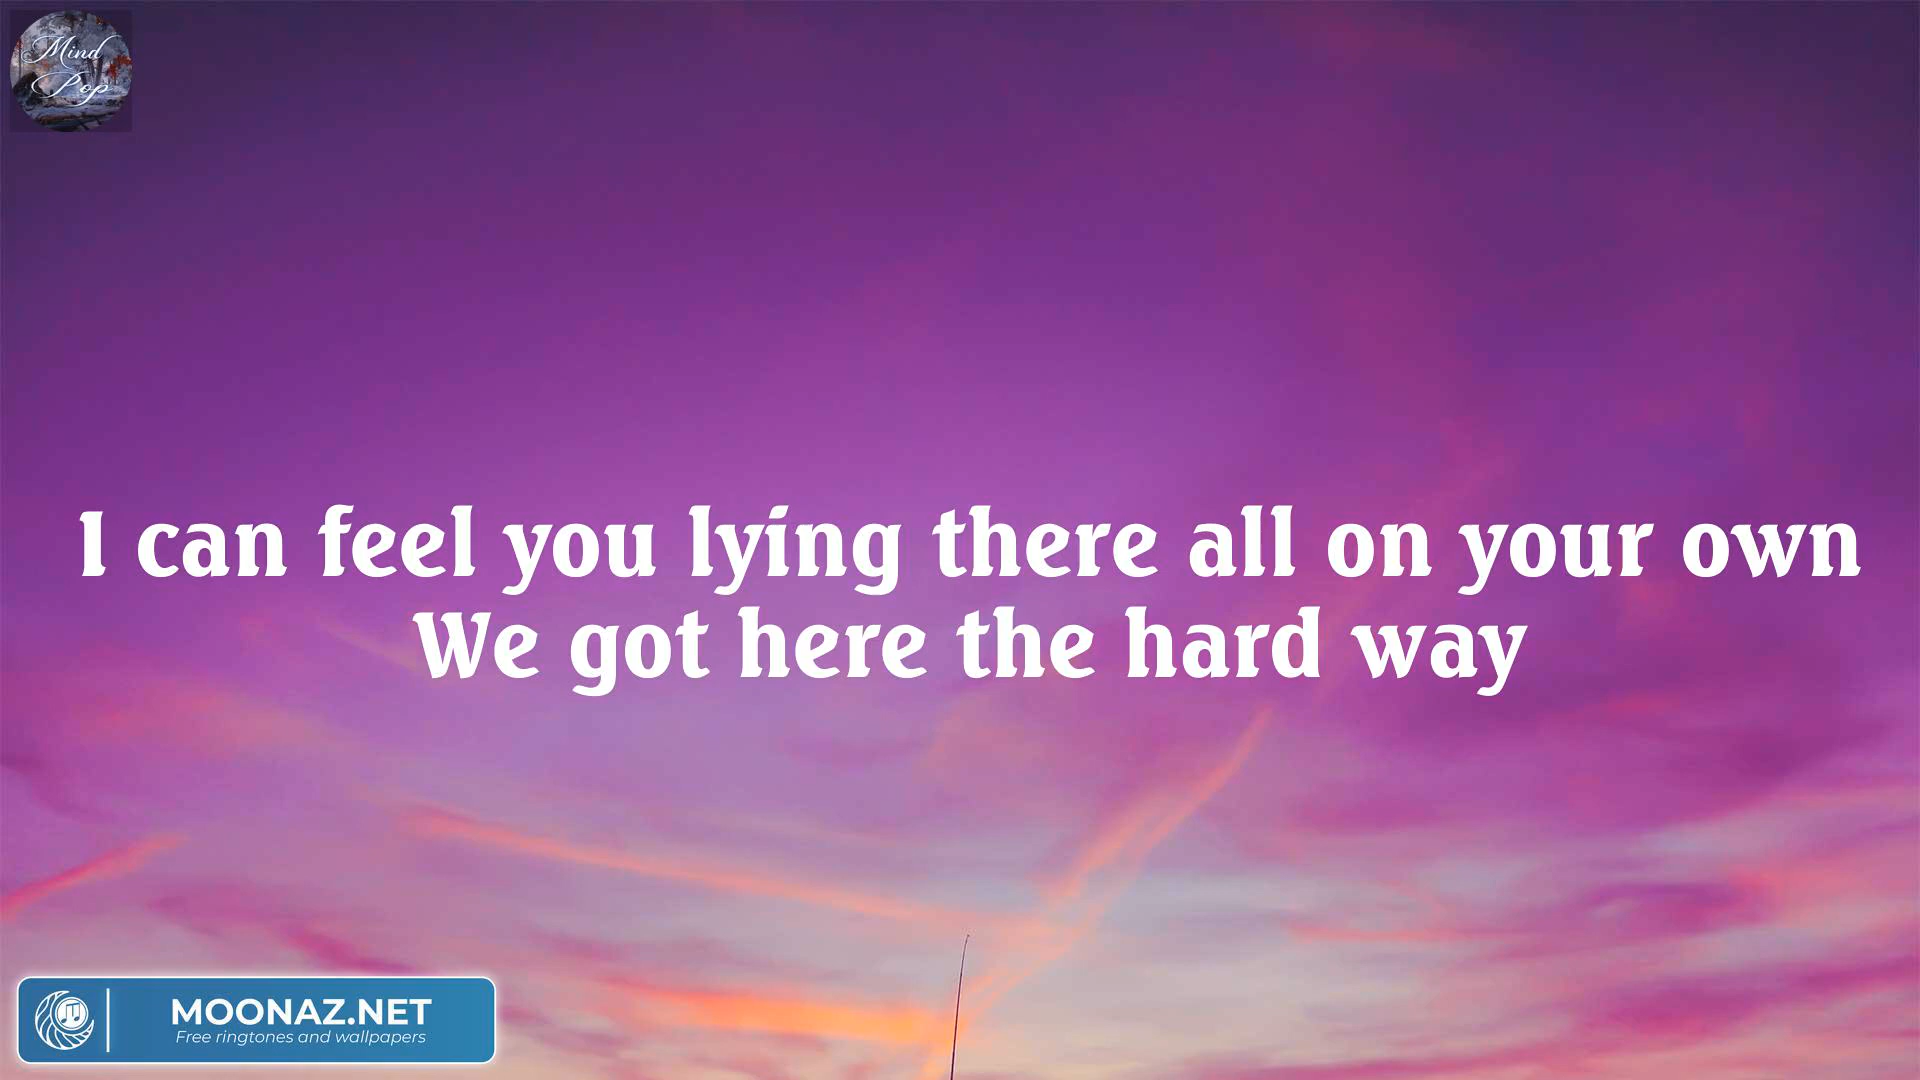 Mind
Pop
I can feel you lying there all on your own
We got here the hard way
MOONAZ.NET
Free ringtones and wallpapers